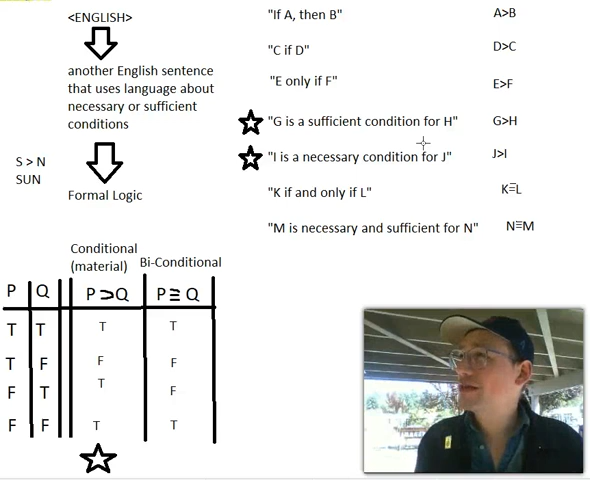 <ENGLISH>
another English sentence
that uses language about
necessary or sufficient
conditions
S > N
SUN
Formal Logic
"If A, then B" A>B
"C if D" D>C
"E only if F" E>F
"G is a sufficient condition for H" G>H
"I is a necessary condition for J" J>I
"K if and only if L" K≡L
"M is necessary and sufficient for N" N≡M
Conditional
(material) Bi-Conditional
P Q P⊃Q P≡Q
T T T T
T F F F
F T T F
F F T T